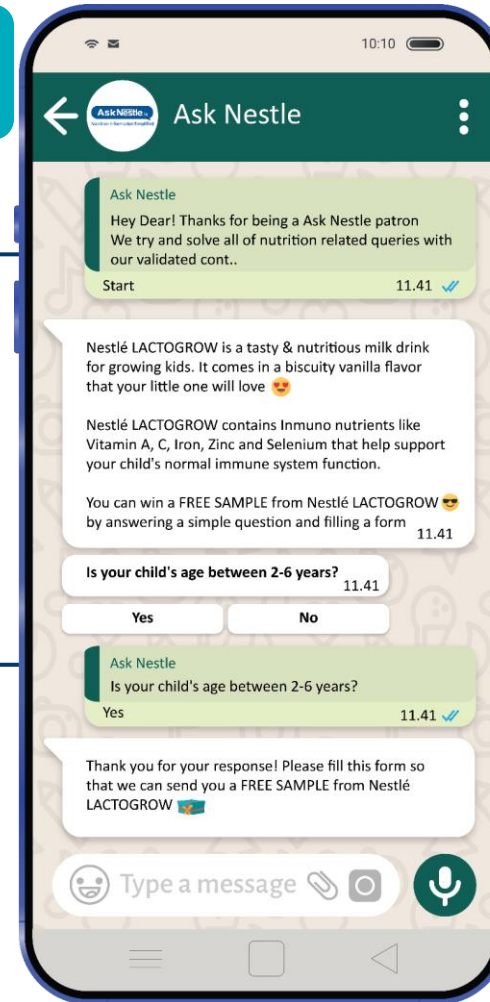 10:10
AskNestle
Ask Nestle
Ask Nestle
Hey Dear! Thanks for being a Ask Nestle patron
We try and solve all of nutrition related queries with
our validated cont..
Start 11.41
Nestlé LACTOGROW is a tasty & nutritious milk drink
for growing kids. It comes in a biscuity vanilla flavor
that your little one will love
Nestlé LACTOGROW contains Inmuno nutrients like
Vitamin A, C, Iron, Zinc and Selenium that help support
your child's normal immune system function.
You can win a FREE SAMPLE from Nestlé LACTOGROW
by answering a simple question and filling a form
11.41
Is your child's age between 2-6 years?
11.41
Yes No
Ask Nestle
Is your child's age between 2-6 years?
Yes 11.41
Thank you for your response! Please fill this form so
that we can send you a FREE SAMPLE from Nestlé
LACTOGROW
Type a message